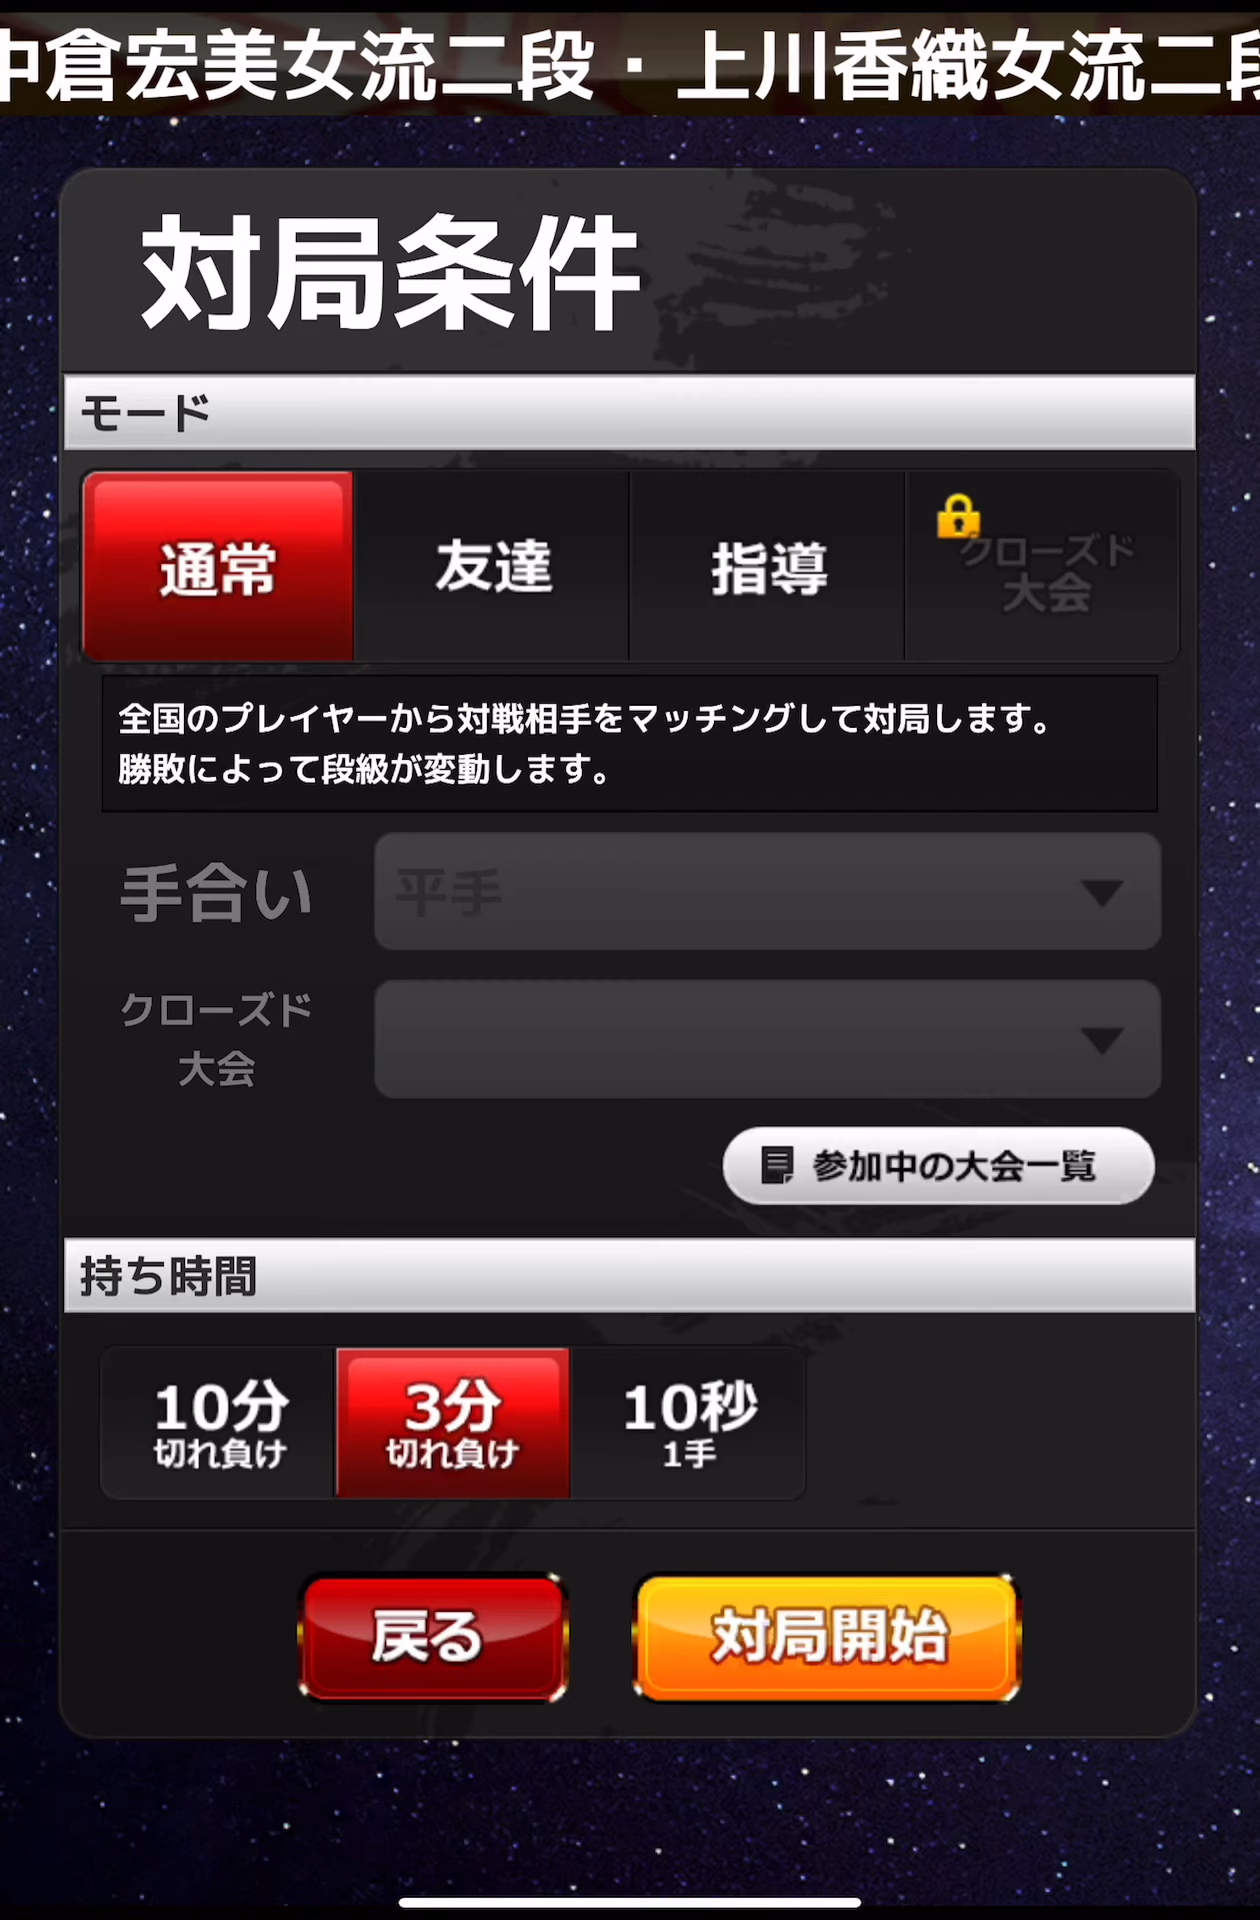 中倉宏美女流二段・上川香織女流二段
対局条件
モード
通常
友達
指導
クローズド
大会
全国のプレイヤーから対戦相手をマッチングして対局します。
勝敗によって段級が変動します。
手合い
平手
クローズド
大会
参加中の大会一覧
持ち時間
10分
切れ負け
3分
切れ負け
10秒
1手
戻る
対局開始